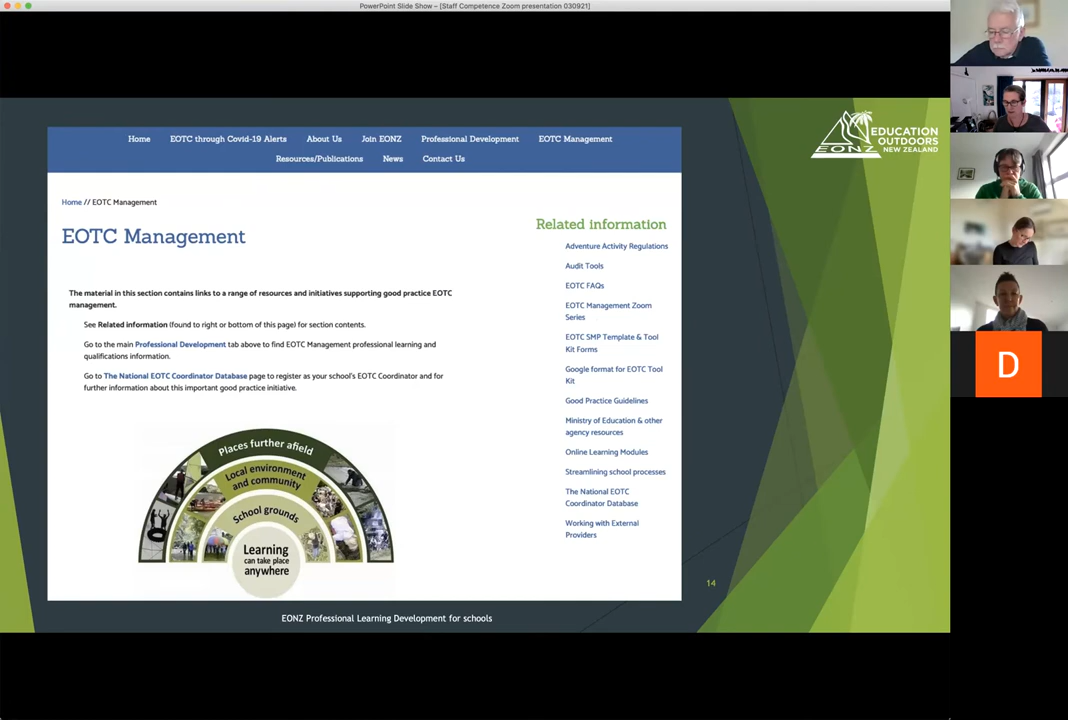 PowerPoint Slide Show – [Staff Competence Zoom presentation 030921]
Home EOTC through Covid-19 Alerts About Us Join EONZ Professional Development EOTC Management
Resources/Publications News Contact Us
EONZ
EDUCATION
OUTDOORS
NEW ZEALAND
Home // EOTC Management
EOTC Management
The material in this section contains links to a range of resources and initiatives supporting good practice EOTC
management.
See Related information (found to right or bottom of this page) for section contents.
Go to the main Professional Development tab above to find EOTC Management professional learning and
qualifications information.
Go to The National EOTC Coordinator Database page to register as your school's EOTC Coordinator and for
further information about this important good practice initiative.
Places further afield
Local environment
and community
School grounds
Learning
can take place
anywhere
Related information
Adventure Activity Regulations
Audit Tools
EOTC FAQs
EOTC Management Zoom
Series
EOTC SMP Template & Tool
Kit Forms
Google format for EOTC Tool
Kit
Good Practice Guidelines
Ministry of Education & other
agency resources
Online Learning Modules
Streamlining school processes
The National EOTC
Coordinator Database
Working with External
Providers
14
EONZ Professional Learning Development for schools
D